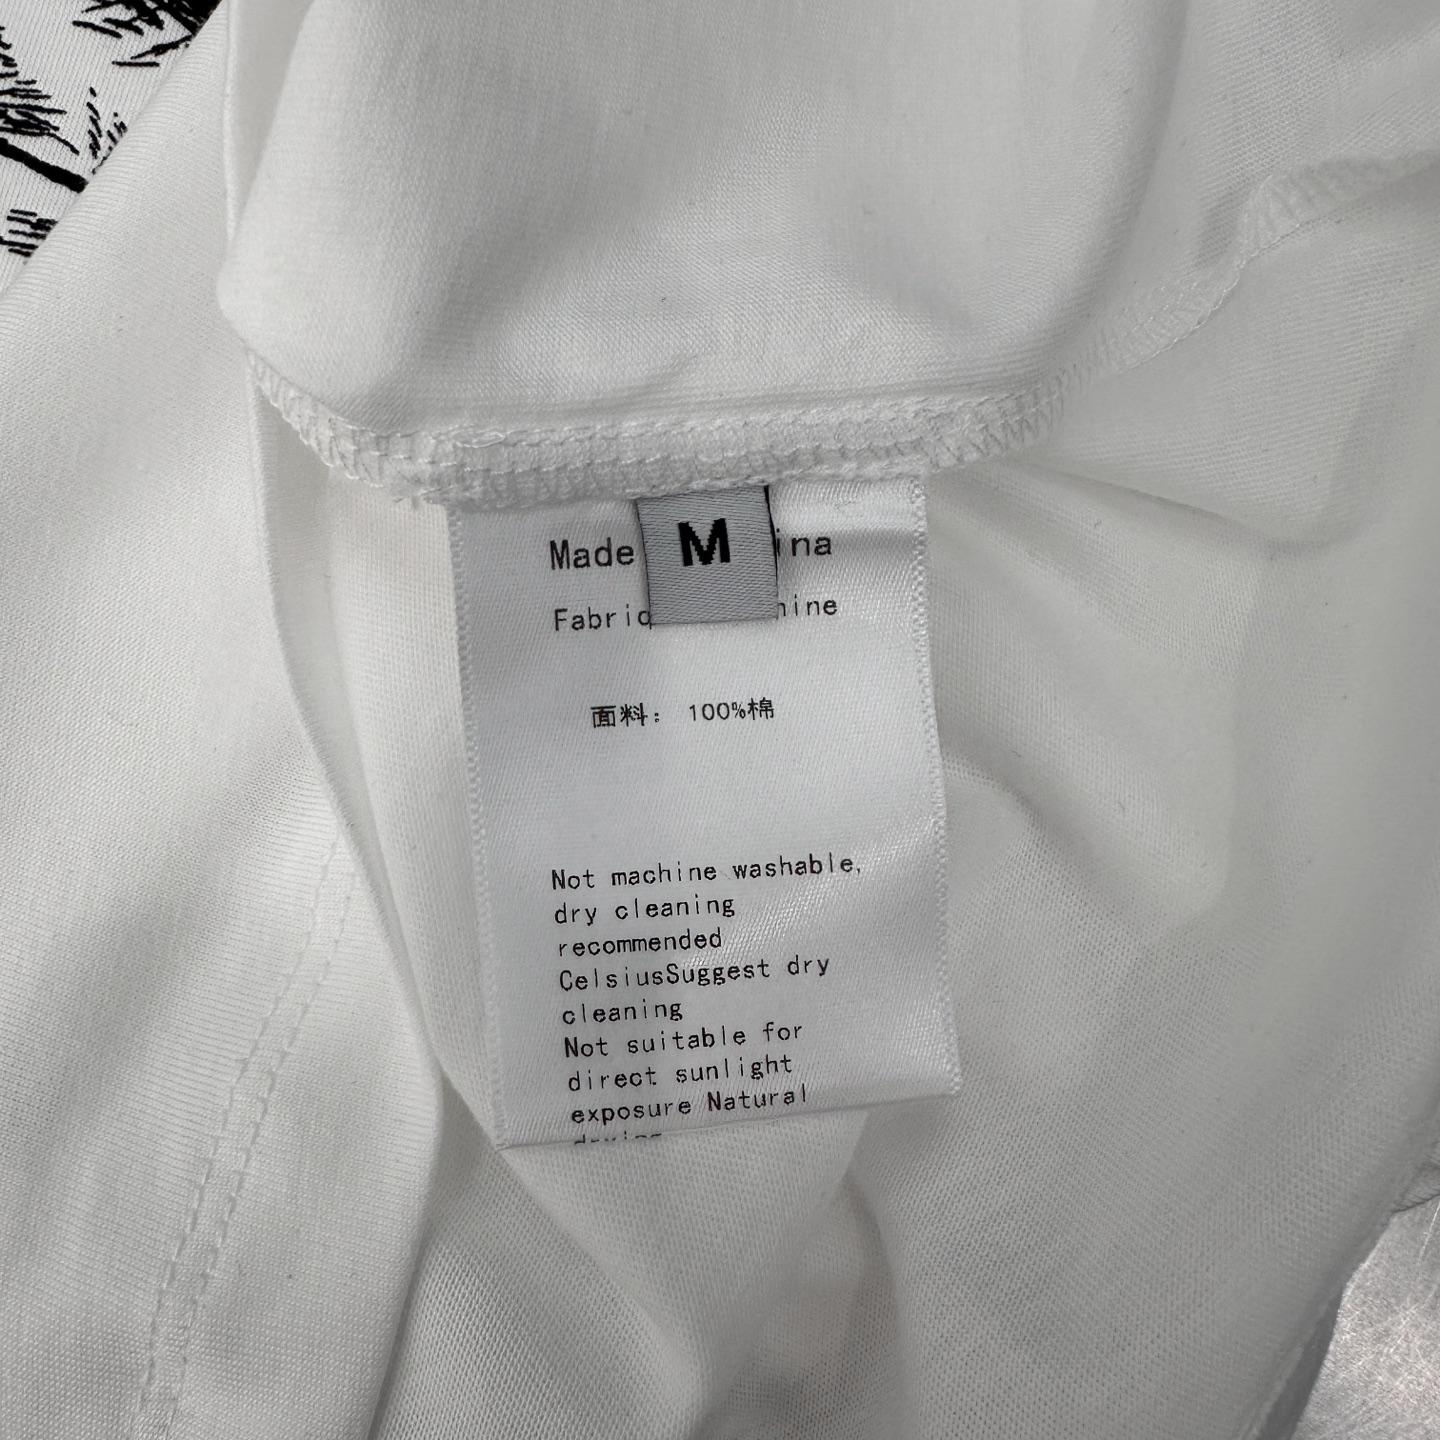 M
Made ina
Fabric hine
面料： 100%棉
Not machine washable,
dry cleaning
recommended
CelsiusSuggest dry
cleaning
Not suitable for
direct sunlight
exposure Natural